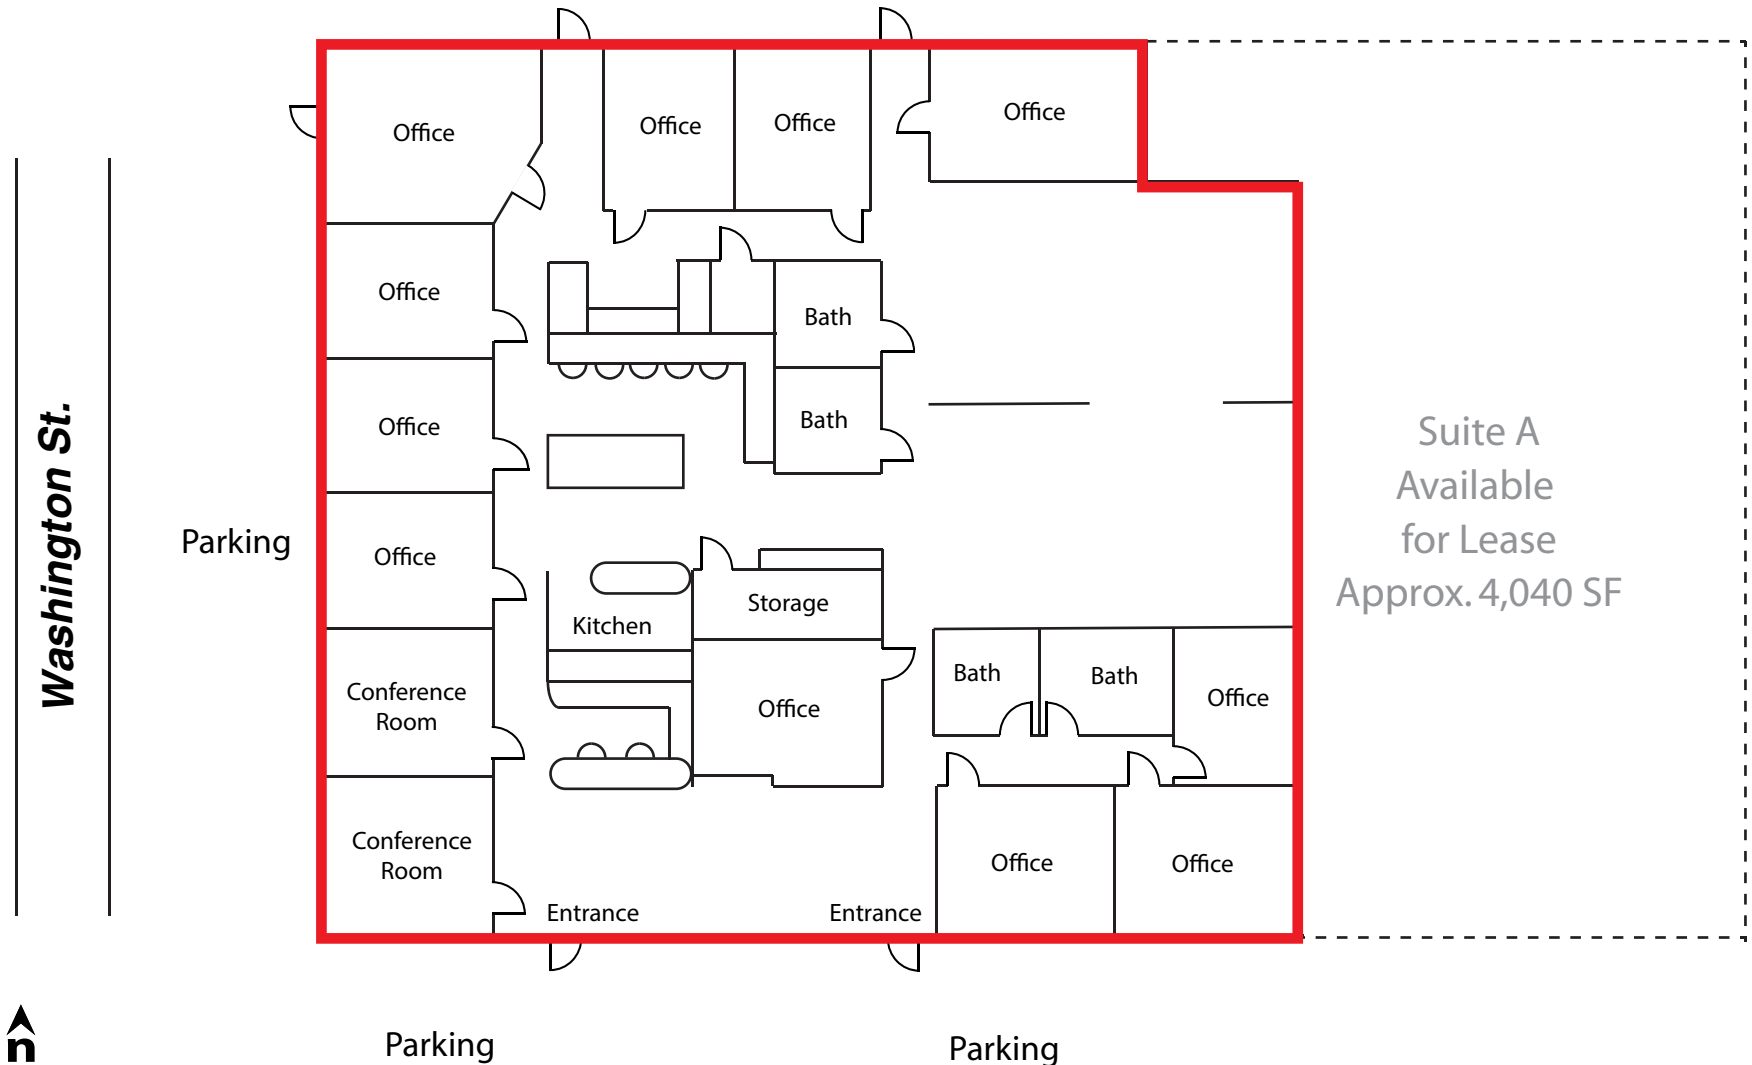 Office
Office
Office
Office
Office
Bath
Office
Bath
Washington St.
Parking
Office
Suite A
Available
for Lease
Approx. 4,040 SF
Storage
Kitchen
Conference
Room
Office
Bath
Bath
Office
Conference
Room
Office
Office
Entrance
Entrance
n
Parking
Parking